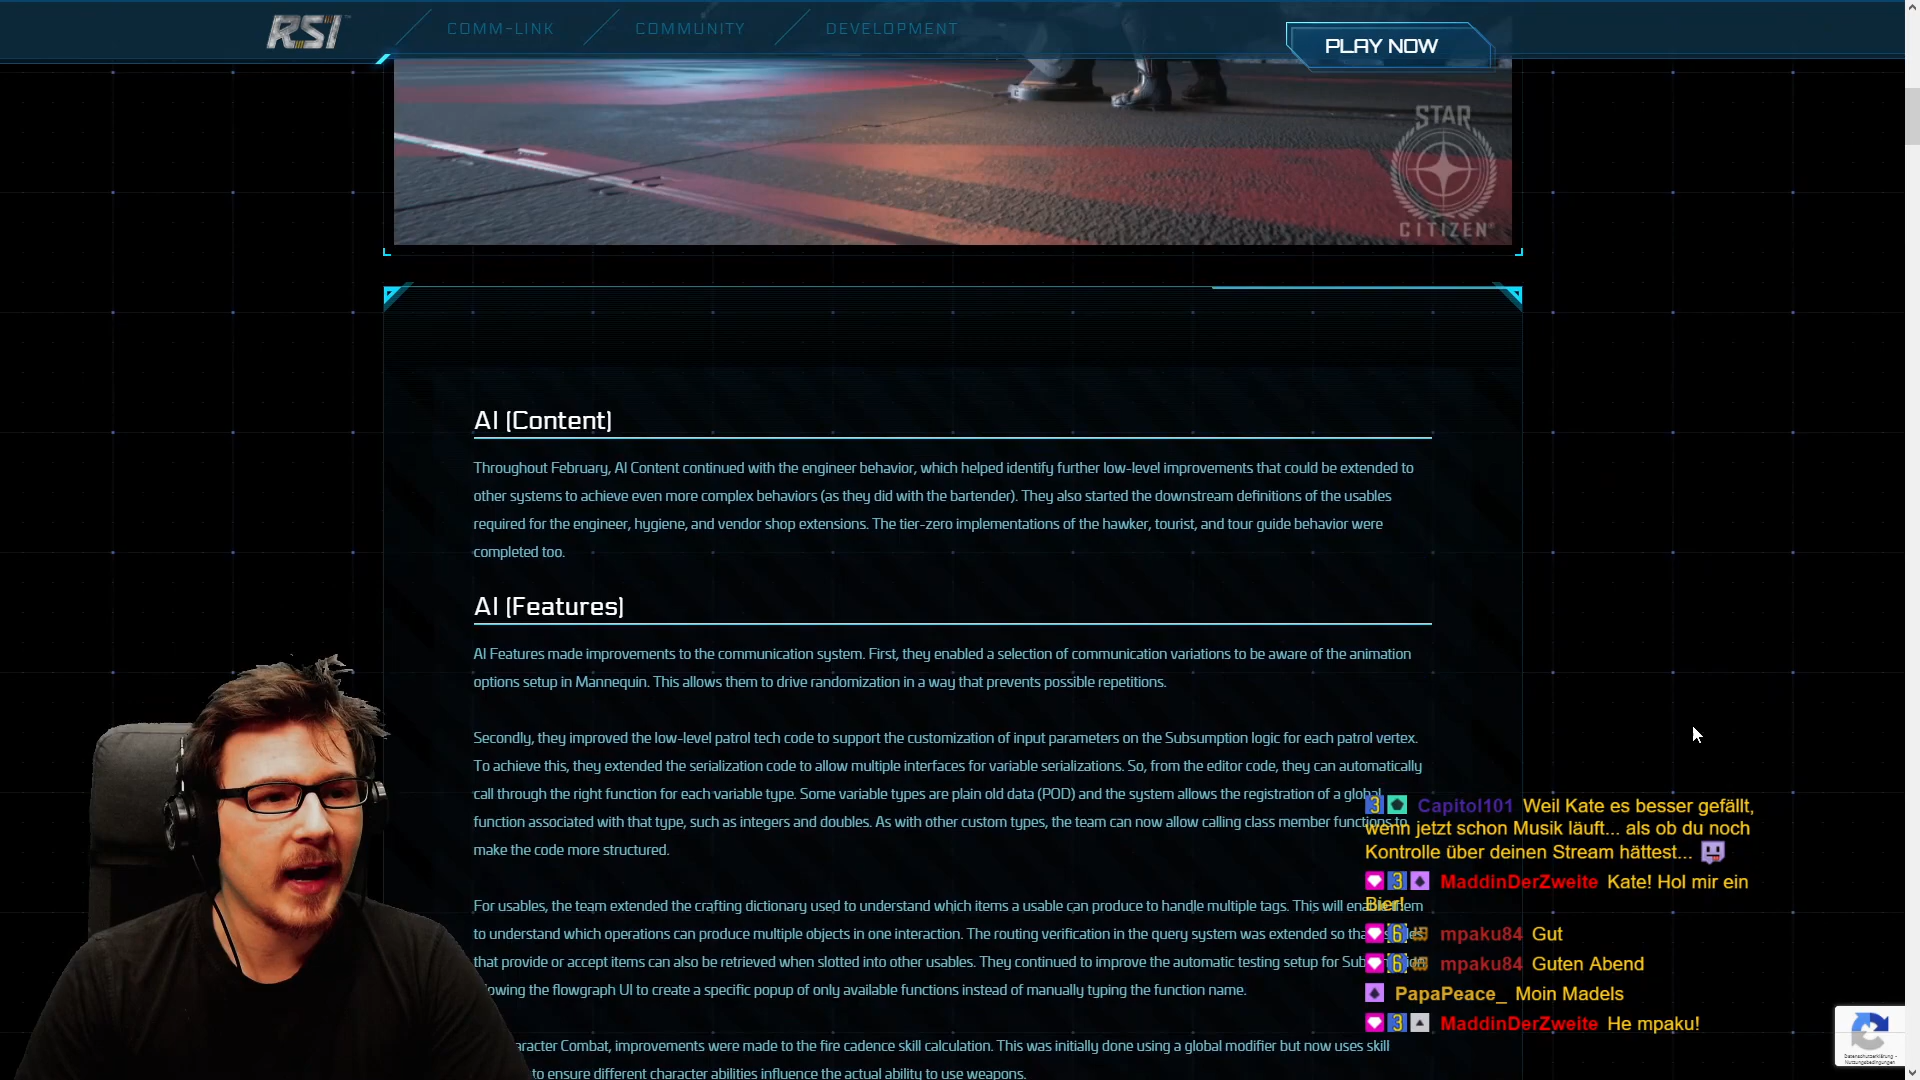 RSI
COMM-LINK
COMMUNITY
DEVELOPMENT
PLAY NOW
STAR
CITIZEN
AI (Content)
Throughout February, AI Content continued with the engineer behavior, which helped identify further low-level improvements that could be extended to
other systems to achieve even more complex behaviors (as they did with the bartender). They also started the downstream definitions of the usables
required for the engineer, hygiene, and vendor shop extensions. The tier-zero implementations of the hawker, tourist, and tour guide behavior were
completed too.
AI (Features)
AI Features made improvements to the communication system. First, they enabled a selection of communication variations to be aware of the animation
options setup in Mannequin. This allows them to drive randomization in a way that prevents possible repetitions.
Secondly, they improved the low-level patrol tech code to support the customization of input parameters on the Subsumption logic for each patrol vertex.
To achieve this, they extended the serialization code to allow multiple interfaces for variable serializations. So, from the editor code, they can automatically
call through the right function for each variable type. Some variable types are plain old data (POD) and the system allows the registration of a global
function associated with that type, such as integers and doubles. As with other custom types, the team can now allow calling class member functions to
make the code more structured.
For usables, the team extended the crafting dictionary used to understand which items a usable can produce to handle multiple tags. This will enable them
to understand which operations can produce multiple objects in one interaction. The routing verification in the query system was extended so
that provide or accept items can also be retrieved when slotted into other usables. They continued to improve the automatic testing setup for
the flowgraph UI to create a specific popup of only available functions instead of manually typing the function name.
Combat, improvements were made to the fire cadence skill calculation. This was initially done using a global modifier but now uses skill
to ensure different character abilities influence the actual ability to use weapons.
3 Capitol101 Weil Kate es besser gefällt,
wenn jetzt schon Musik läuft... als ob du noch
Kontrolle über deinen Stream hättest...
3 MaddinDerZweite Kate! Hol mir ein
Bier!
6 mpaku84 Gut
6 mpaku84 Guten Abend
PapaPeace_ Moin Madels
3 MaddinDerZweite He mpaku!